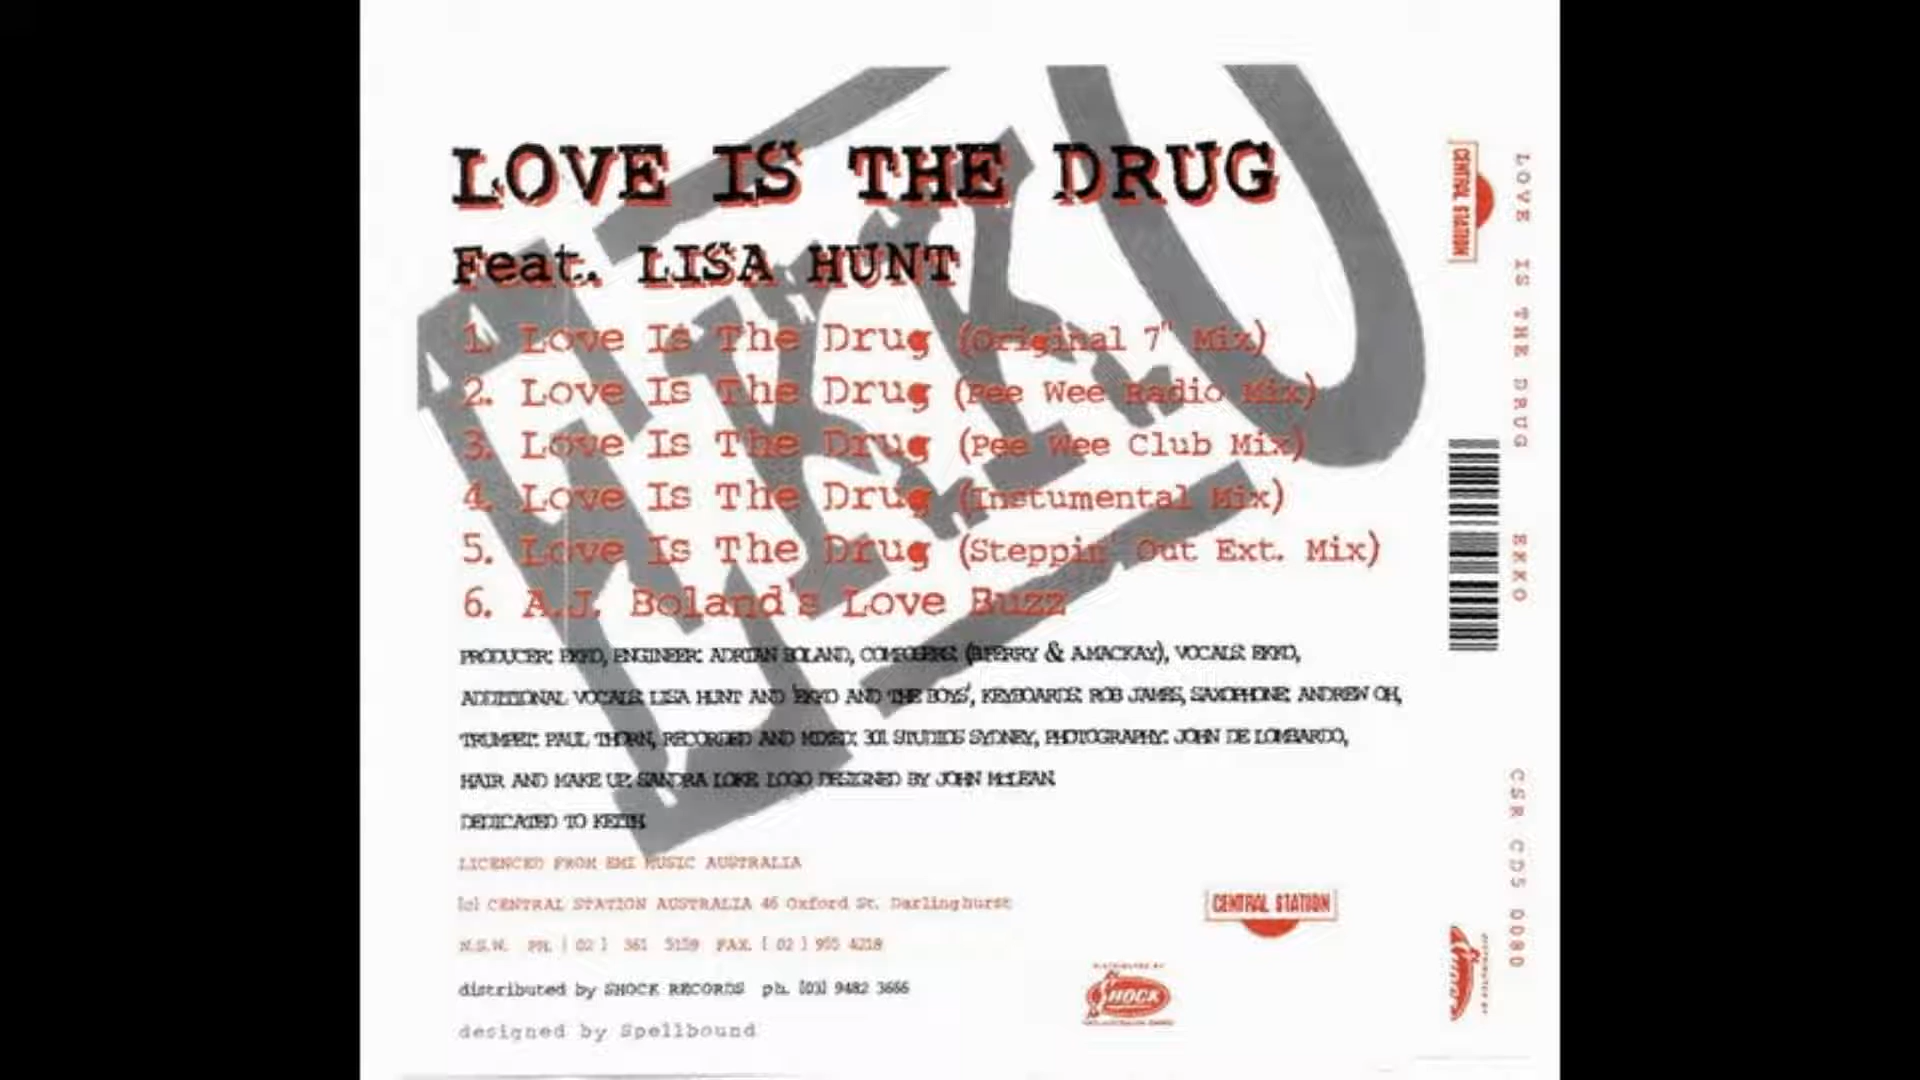 LOVE IS THE DRUG
Feat. LISA HUNT
1. Love Is The Drug (Original 7" Mix)
2. Love Is The Drug (Pee Wee Radio Mix)
3. Love Is The Drug (Pee Wee Club Mix)
4. Love Is The Drug (Instumental Mix)
5. Love Is The Drug (Steppin' Out Ext. Mix)
6. A.J. Boland's Love Buzz
PRODUCER: EKKO, ENGINEER: ADRIAN BOLAND, COMPOSERS: (B.FERRY & A.MACKAY), VOCALS: EKKO,
ADDITIONAL VOCALS: LISA HUNT AND 'EKKO AND THE BOYS', KEYBOARDS: ROB JAMES, SAXOPHONE: ANDREW OH,
TRUMPET: PAUL THORN, RECORDED AND MIXED: 301 STUDIOS SYDNEY, PHOTOGRAPHY: JOHN DE LOMBARDO,
HAIR AND MAKE UP: SANDRA LOKE LOGO DESIGNED BY JOHN McLEAN
DEDICATED TO KEITH
LICENCED FROM EMI MUSIC AUSTRALIA
(c) CENTRAL STATION AUSTRALIA 46 Oxford St. Darlinghurst
N.S.W. PH. [ 02 ] 361 5159 FAX. [ 02 ] 955 4218
distributed by SHOCK RECORDS ph. [03] 9482 3666
designed by Spellbound
EKKO
CENTRAL STATION
DISTRIBUTED BY
SHOCK
CENTRAL STATION
LOVE IS THE DRUG EKKO CSR CD5 0080
DISTRIBUTED BY